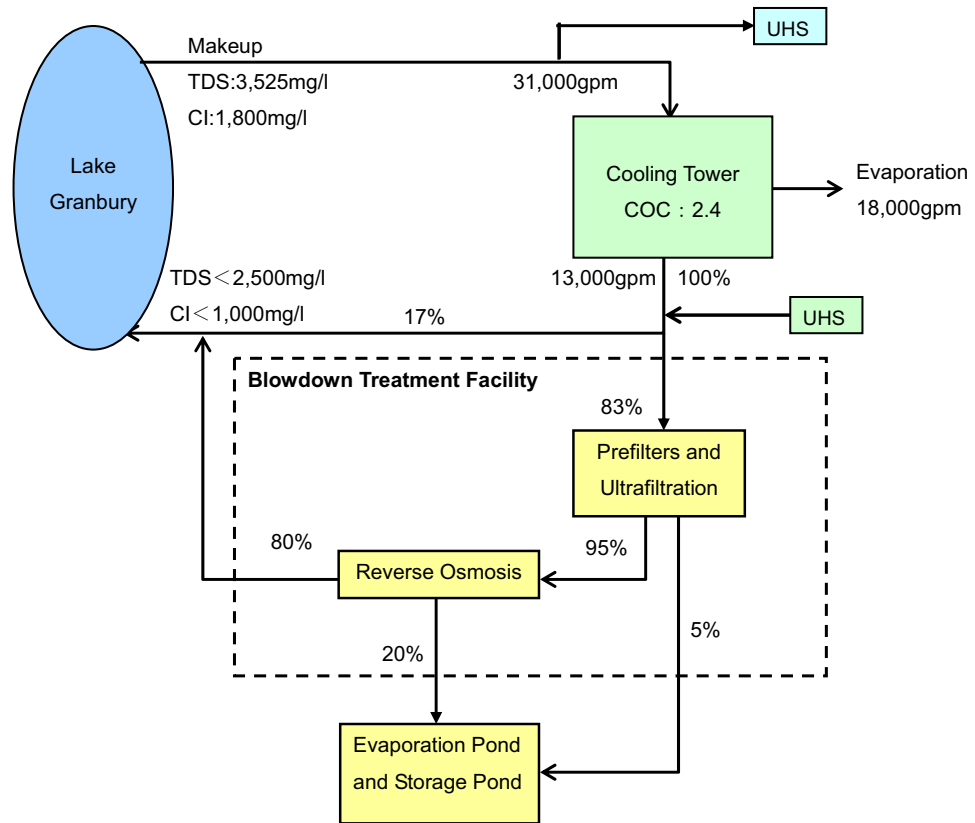 UHS
Makeup
TDS:3,525mg/l
31,000gpm
CI:1,800mg/l
Lake
Granbury
Cooling Tower
COC : 2.4
Evaporation
18,000gpm
TDS<2,500mg/l
13,000gpm
100%
CI<1,000mg/l
17%
UHS
Blowdown Treatment Facility
83%
Prefilters and
Ultrafiltration
80%
95%
Reverse Osmosis
5%
20%
Evaporation Pond
and Storage Pond